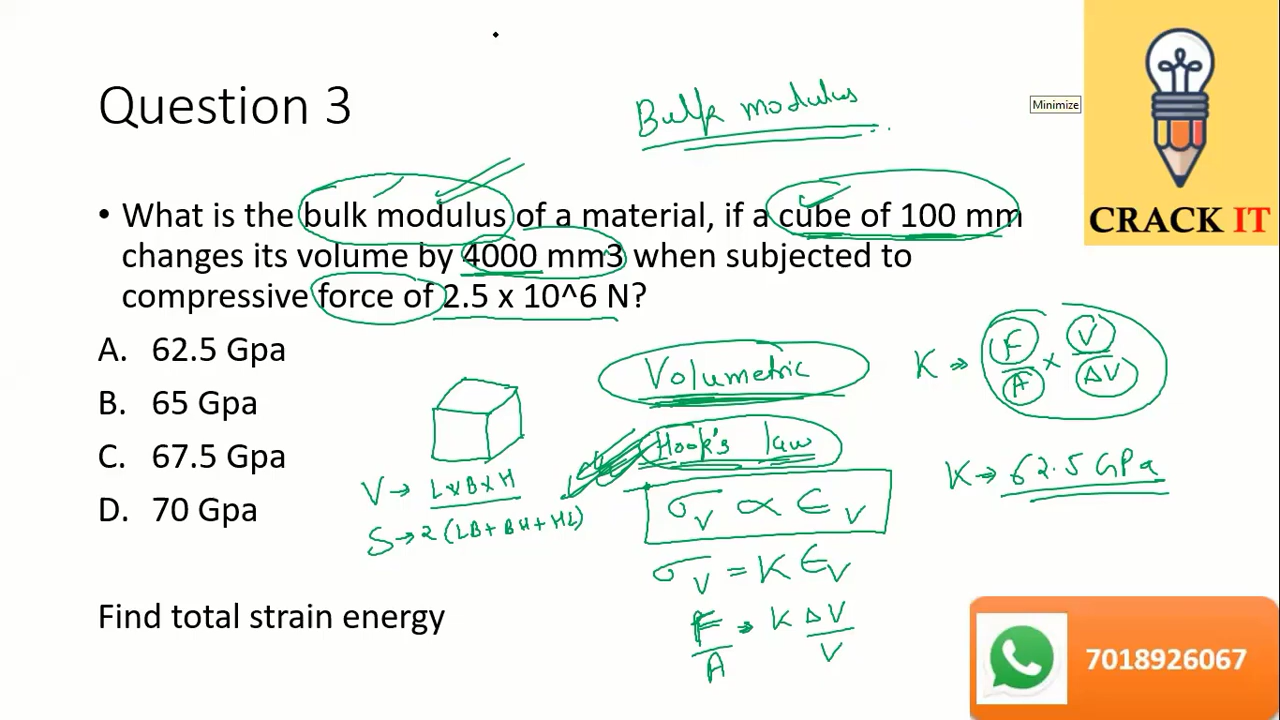 Question 3
Bulk modulus
Minimize
CRACK IT
• What is the bulk modulus of a material, if a cube of 100 mm
changes its volume by 4000 mm3 when subjected to
compressive force of 2.5 x 10^6 N?
A. 62.5 Gpa
B. 65 Gpa
C. 67.5 Gpa
D. 70 Gpa
Find total strain energy
V → L x B x H
S → 2 (LB + BH + HL)
Volumetric
Hook's law
σv ∝ ϵv
σv = K ϵv
F/A ⇒ K ΔV/V
K ⇒ F/A x V/ΔV
K → 62.5 GPa
7018926067